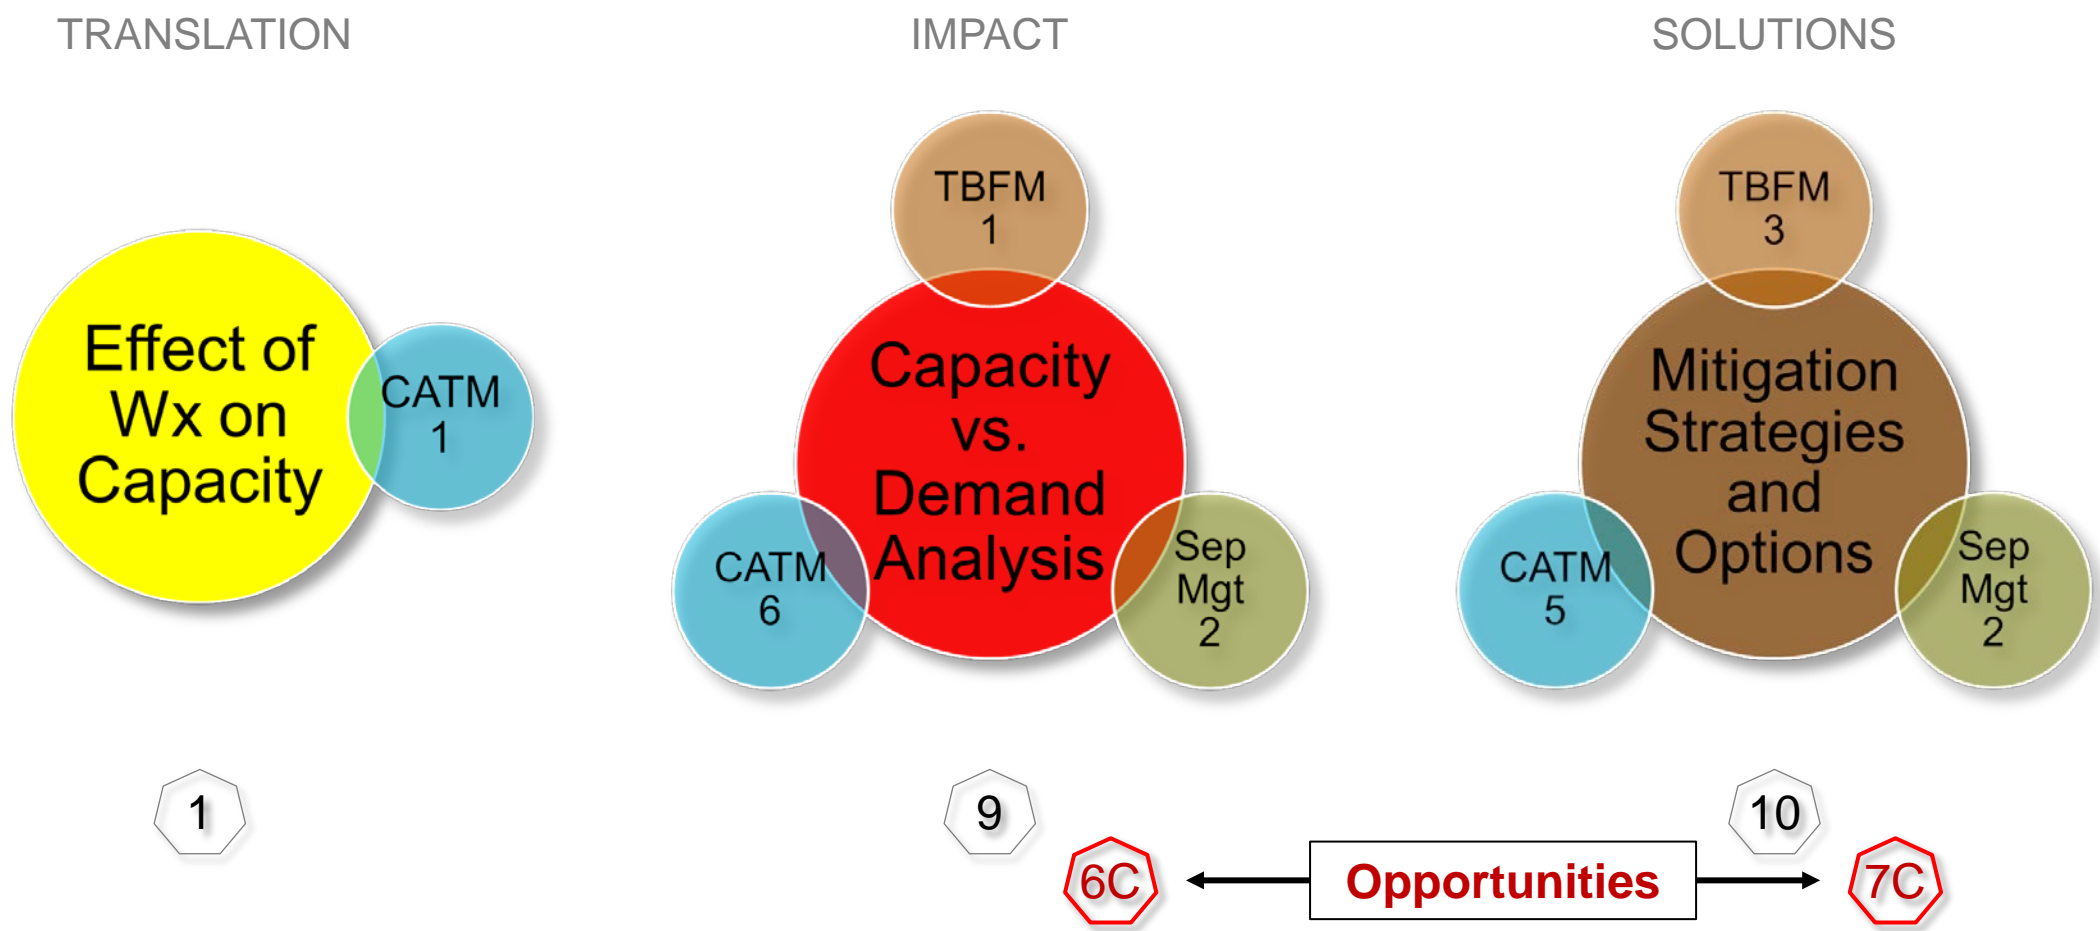 TRANSLATION
Effect of
Wx on
Capacity
CATM
1
1
IMPACT
TBFM
1
Capacity
vs.
Demand
Analysis
CATM
6
Sep
Mgt
2
9
6C
SOLUTIONS
TBFM
3
Mitigation
Strategies
and
Options
CATM
5
Sep
Mgt
2
10
Opportunities
7C